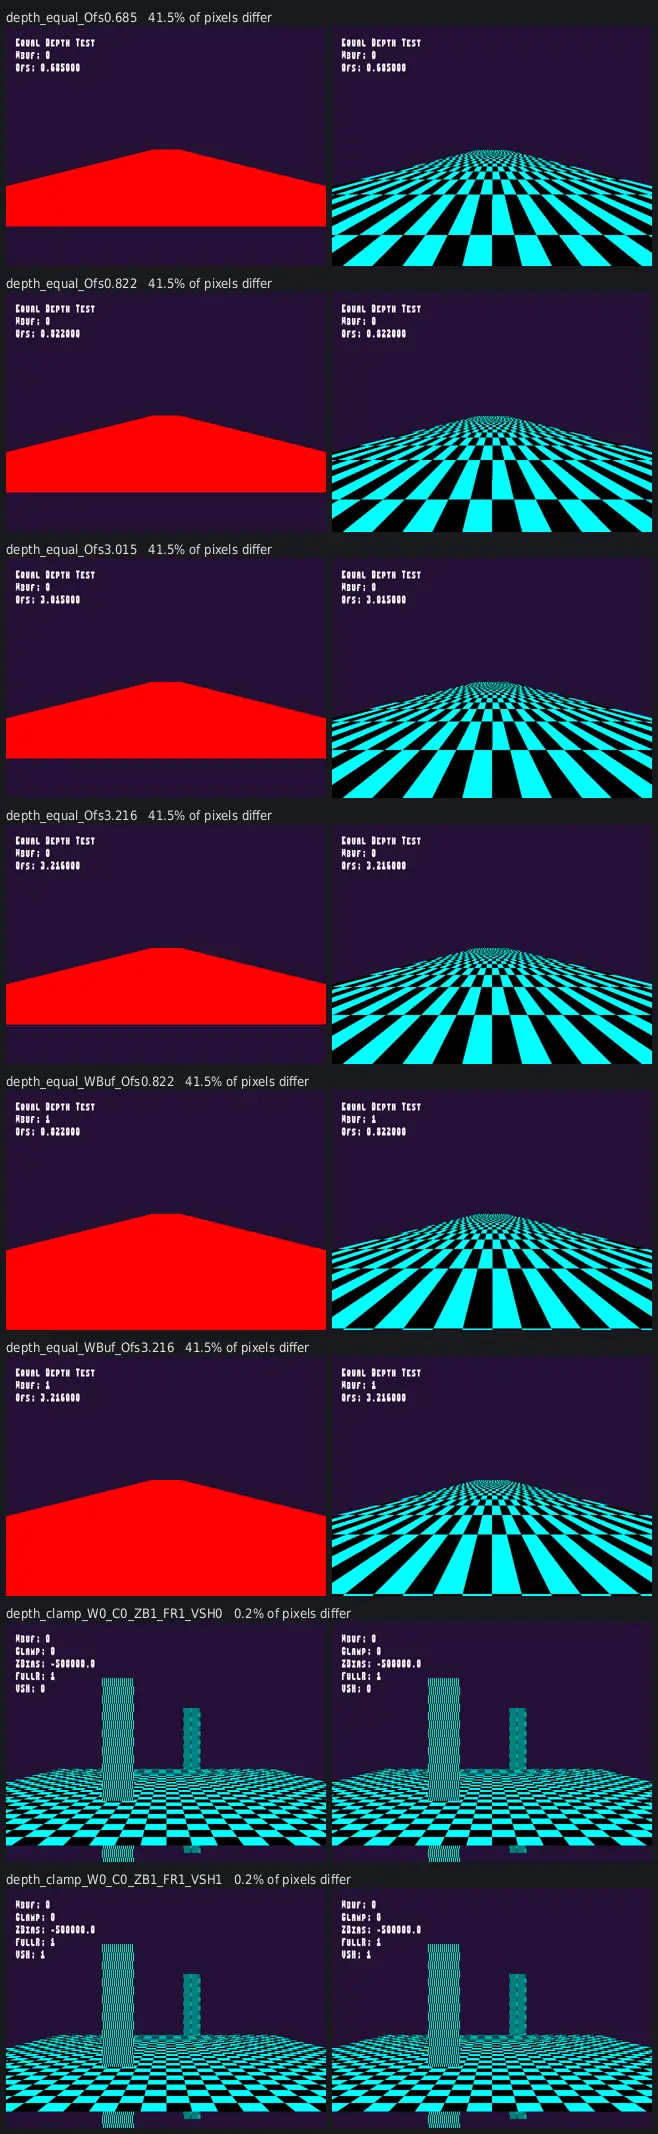 depth_equal_Ofs0.685 41.5% of pixels differ
Equal Depth Test
WBuf: 0
Ofs: 0.685000
Equal Depth Test
WBuf: 0
Ofs: 0.685000
depth_equal_Ofs0.822 41.5% of pixels differ
Equal Depth Test
WBuf: 0
Ofs: 0.822000
Equal Depth Test
WBuf: 0
Ofs: 0.822000
depth_equal_Ofs3.015 41.5% of pixels differ
Equal Depth Test
WBuf: 0
Ofs: 3.015000
Equal Depth Test
WBuf: 0
Ofs: 3.015000
depth_equal_Ofs3.216 41.5% of pixels differ
Equal Depth Test
WBuf: 0
Ofs: 3.216000
Equal Depth Test
WBuf: 0
Ofs: 3.216000
depth_equal_WBuf_Ofs0.822 41.5% of pixels differ
Equal Depth Test
WBuf: 1
Ofs: 0.822000
Equal Depth Test
WBuf: 1
Ofs: 0.822000
depth_equal_WBuf_Ofs3.216 41.5% of pixels differ
Equal Depth Test
WBuf: 1
Ofs: 3.216000
Equal Depth Test
WBuf: 1
Ofs: 3.216000
depth_clamp_W0_C0_ZB1_FR1_VSH0 0.2% of pixels differ
WBuf: 0
Clamp: 0
ZBias: -500000.0
FullR: 1
VSH: 0
WBuf: 0
Clamp: 0
ZBias: -500000.0
FullR: 1
VSH: 0
depth_clamp_W0_C0_ZB1_FR1_VSH1 0.2% of pixels differ
WBuf: 0
Clamp: 0
ZBias: -500000.0
FullR: 1
VSH: 1
WBuf: 0
Clamp: 0
ZBias: -500000.0
FullR: 1
VSH: 1